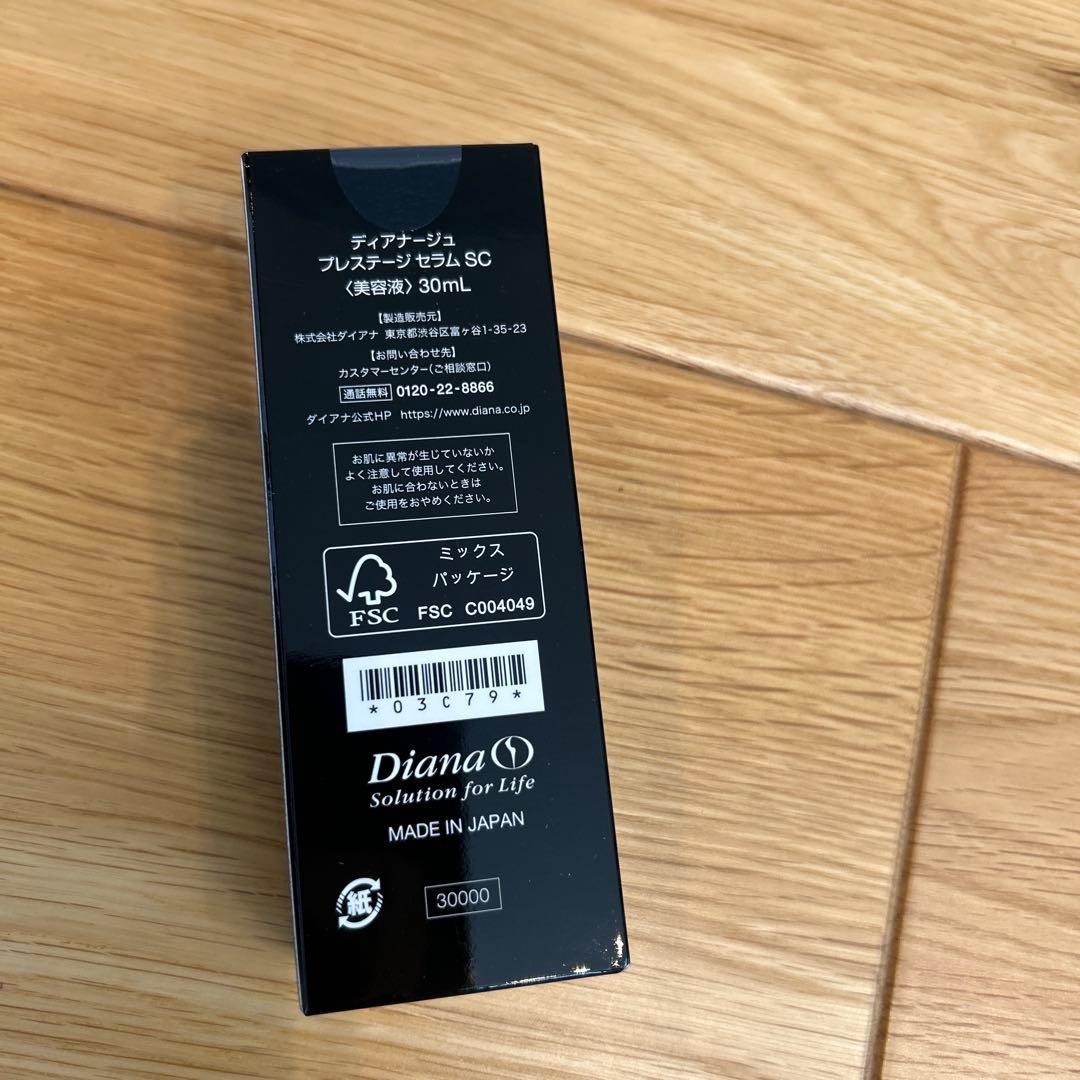 ディアナージュ
プレステージ セラム SC
〈美容液〉 30mL
【製造販売元】
株式会社ダイアナ 東京都渋谷区富ヶ谷1-35-23
【お問い合わせ先】
カスタマーセンター(ご相談窓口)
通話無料 0120-22-8866
ダイアナ公式HP https://www.diana.co.jp
お肌に異常が生じていないか
よく注意して使用してください。
お肌に合わないときは
ご使用をおやめください。
ミックス
パッケージ
FSC FSC C004049
*03C79*
Diana
Solution for Life
MADE IN JAPAN
紙 30000